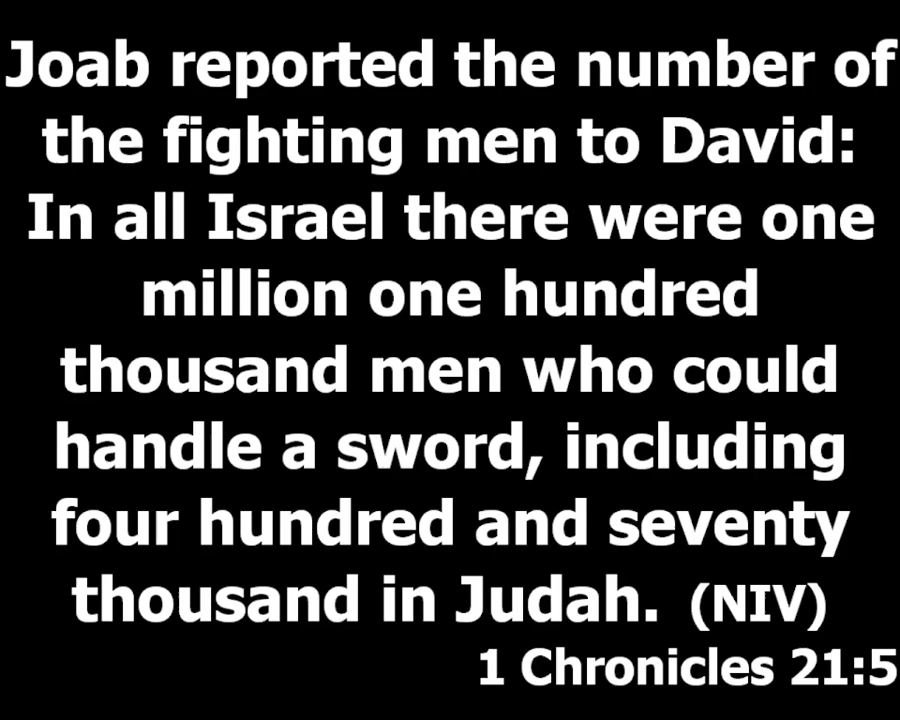 Joab reported the number of
the fighting men to David:
In all Israel there were one
million one hundred
thousand men who could
handle a sword, including
four hundred and seventy
thousand in Judah. (NIV)
1 Chronicles 21:5